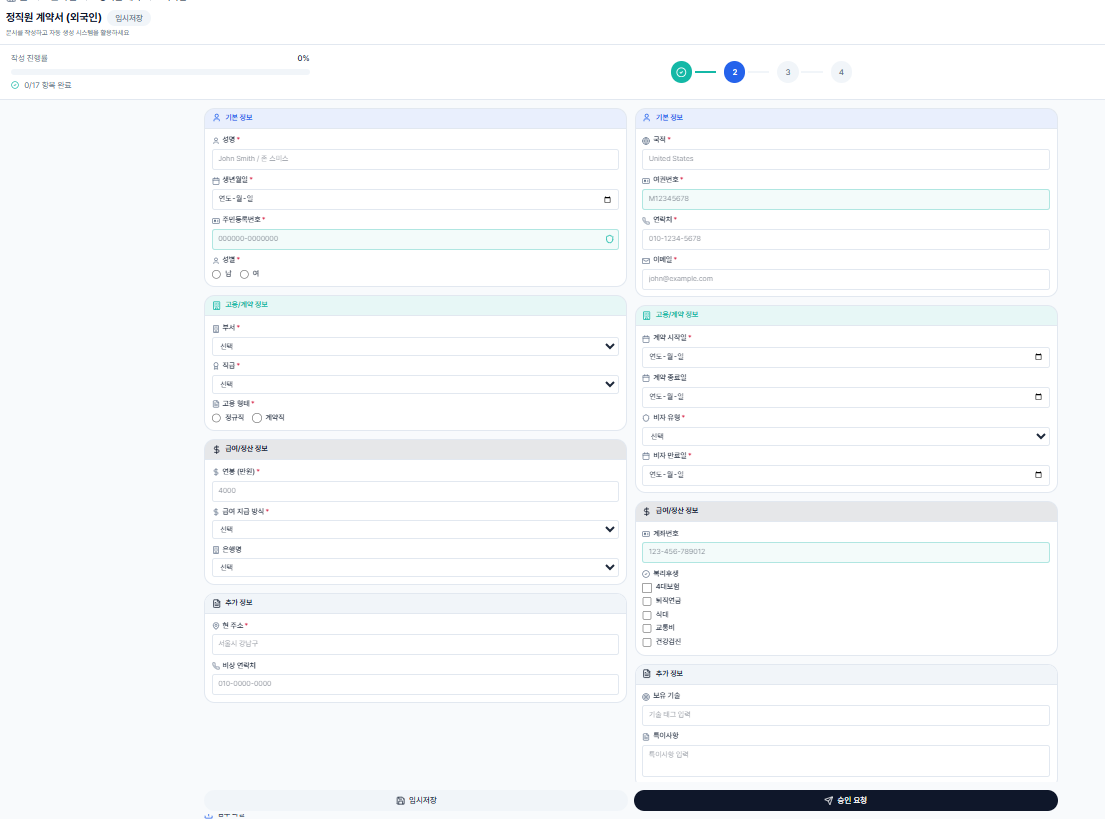 정직원 계약서 (외국인)
임시저장
문서를 작성하고 자동 생성 시스템을 활용하세요
작성 진행률
0%
0/17 항목 완료
2
3
4
기본 정보
성명 *
John Smith / 존 스미스
생년월일 *
연도-월-일
주민등록번호 *
000000-0000000
성별 *
남
여
고용/계약 정보
부서 *
선택
직급 *
선택
고용 형태 *
정규직
계약직
급여/정산 정보
연봉 (만원) *
4000
급여 지급 방식 *
선택
은행명
선택
추가 정보
현 주소 *
서울시 강남구
비상 연락처
010-0000-0000
기본 정보
국적 *
United States
여권번호 *
M12345678
연락처 *
010-1234-5678
이메일 *
john@example.com
고용/계약 정보
계약 시작일 *
연도-월-일
계약 종료일
연도-월-일
비자 유형 *
선택
비자 만료일 *
연도-월-일
급여/정산 정보
계좌번호
123-456-789012
복리후생
4대보험
퇴직연금
식대
교통비
건강검진
추가 정보
보유 기술
기술 태그 입력
특이사항
특이사항 입력
임시저장
승인 요청